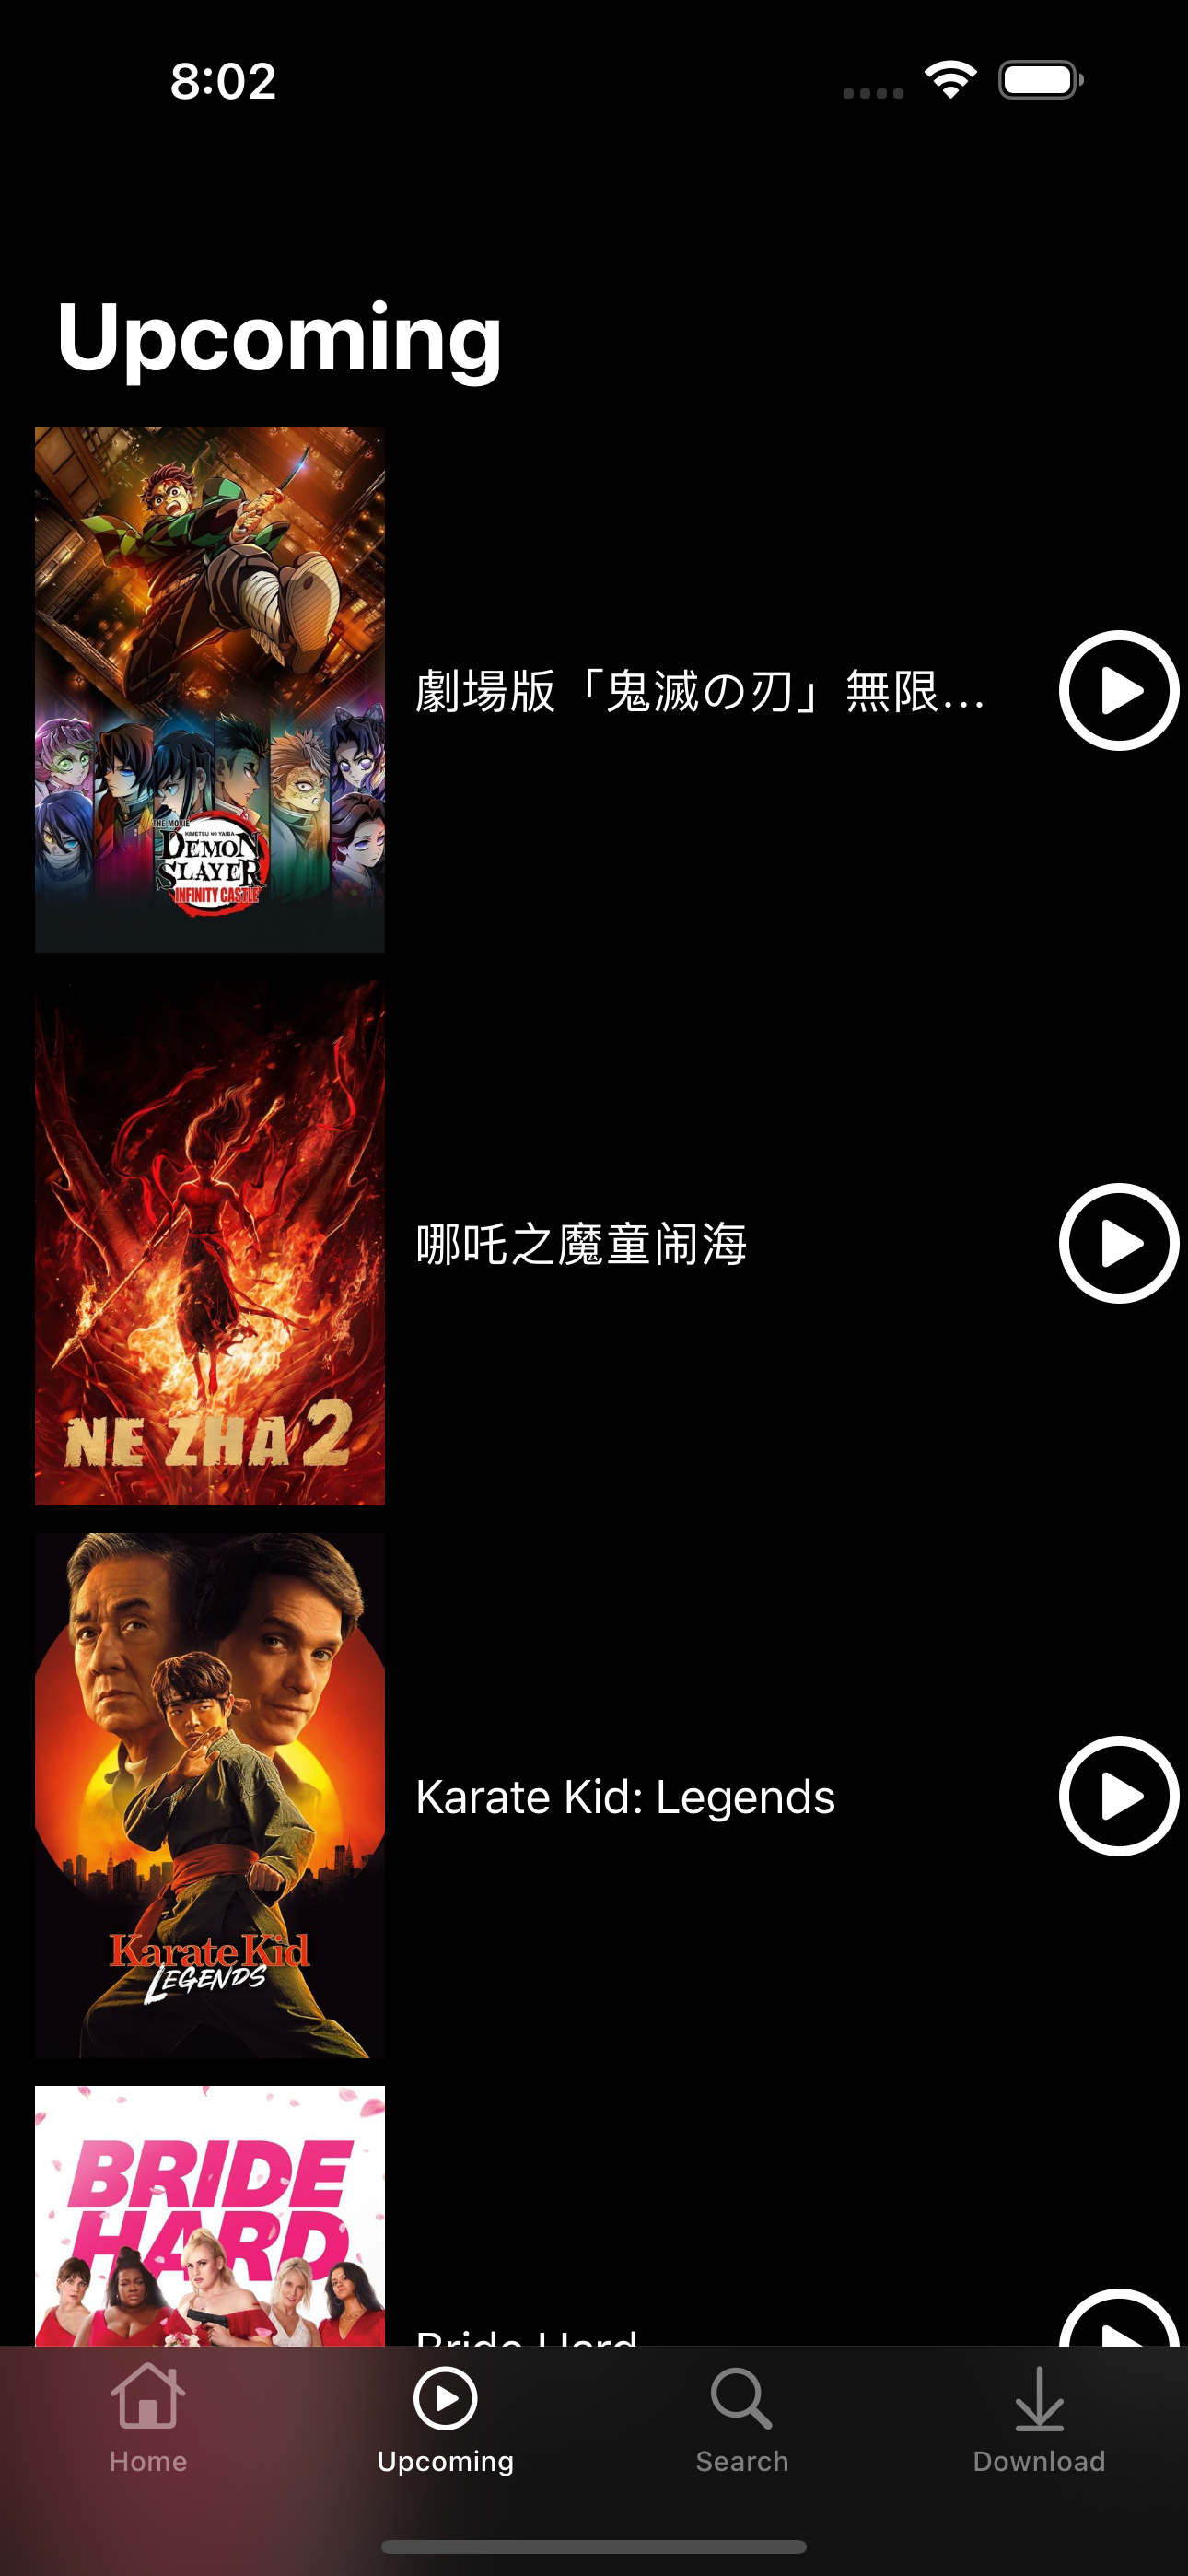 8:02
Upcoming
劇場版「鬼滅の刃」無限...
THE MOVIE
KIMETSU NO YAIBA
DEMON
SLAYER
INFINITY CASTLE
哪吒之魔童闹海
NE ZHA 2
Karate Kid: Legends
Karate Kid
LEGENDS
BRIDE
HARD
Bride Hard
Home
Upcoming
Search
Download